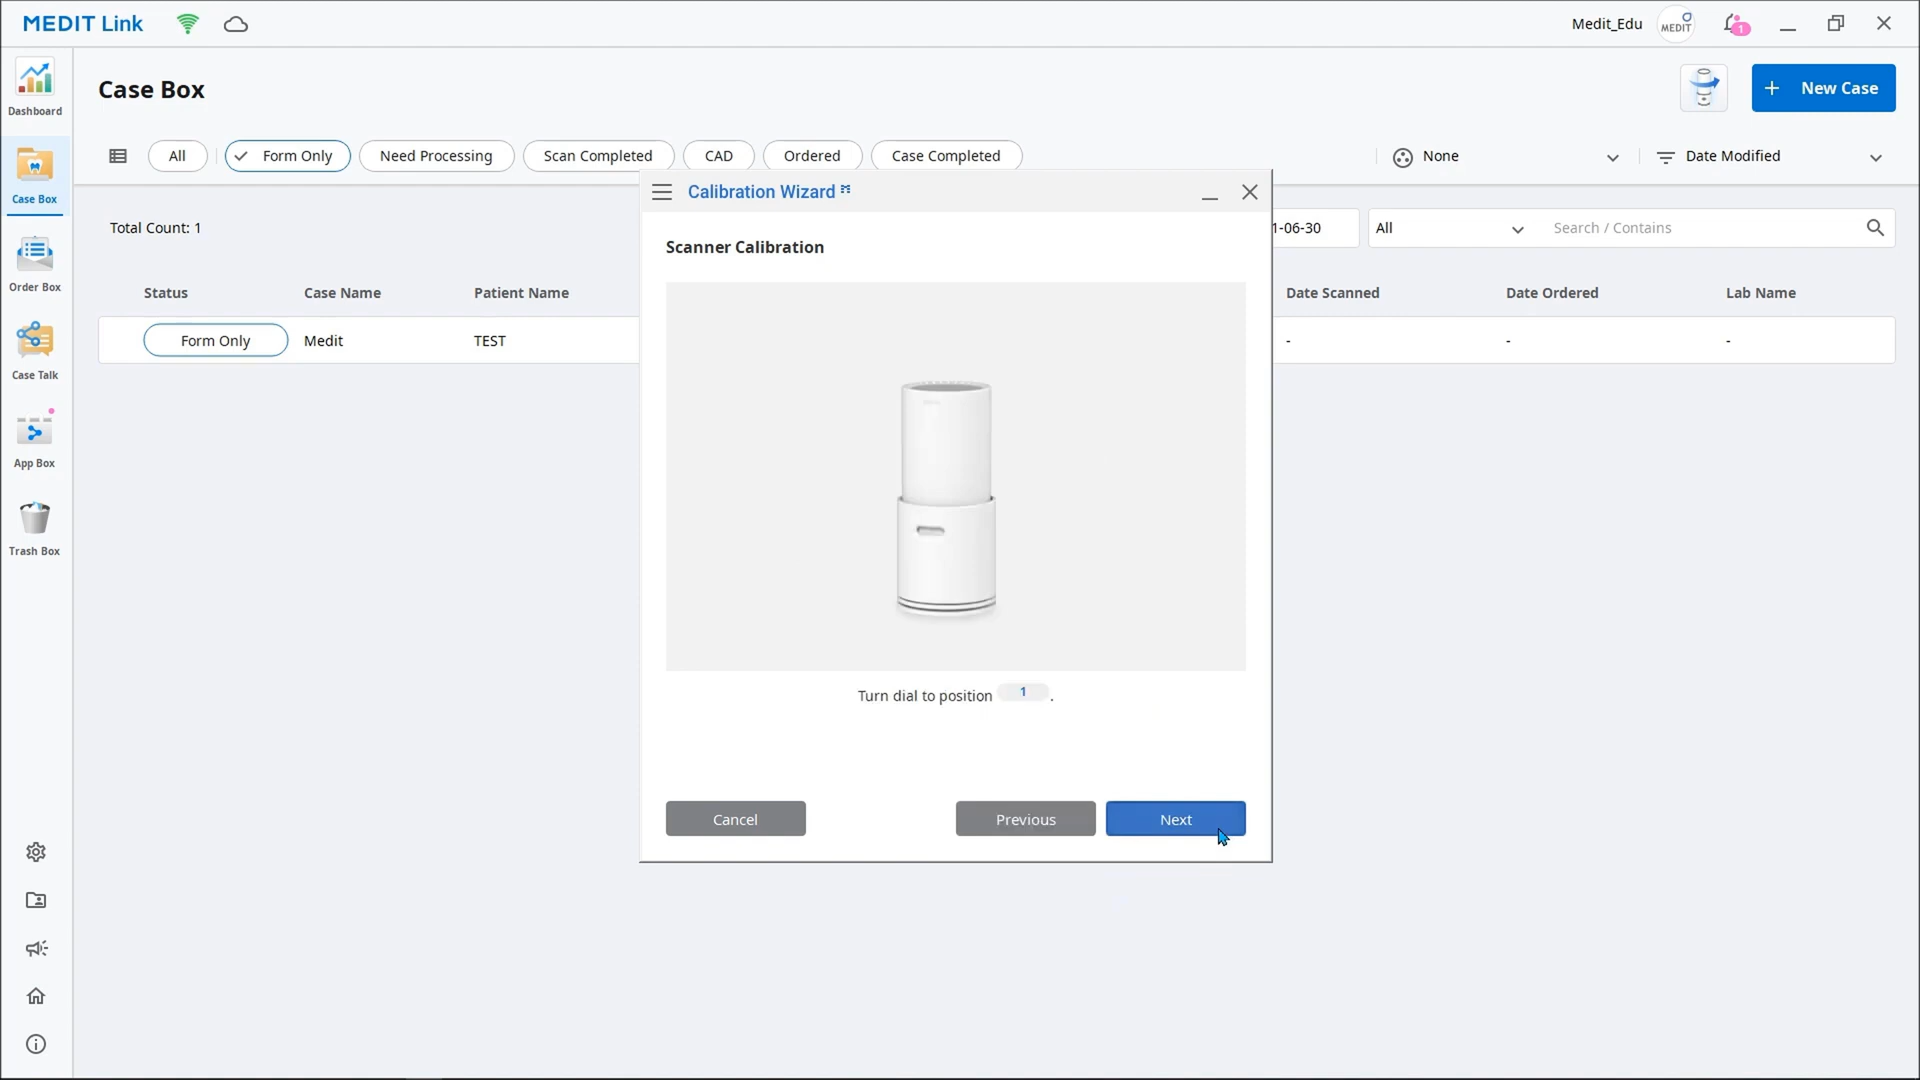 MEDIT Link
Medit_Edu
MEDIT
1
Dashboard
Case Box
Order Box
Case Talk
App Box
Trash Box
Case Box
+ New Case
All
Form Only
Need Processing
Scan Completed
CAD
Ordered
Case Completed
None
Date Modified
Total Count: 1
1-06-30
All
Search / Contains
Status
Case Name
Patient Name
Date Scanned
Date Ordered
Lab Name
Form Only
Medit
TEST
-
-
-
Calibration Wizard
Scanner Calibration
Turn dial to position 1 .
Cancel
Previous
Next